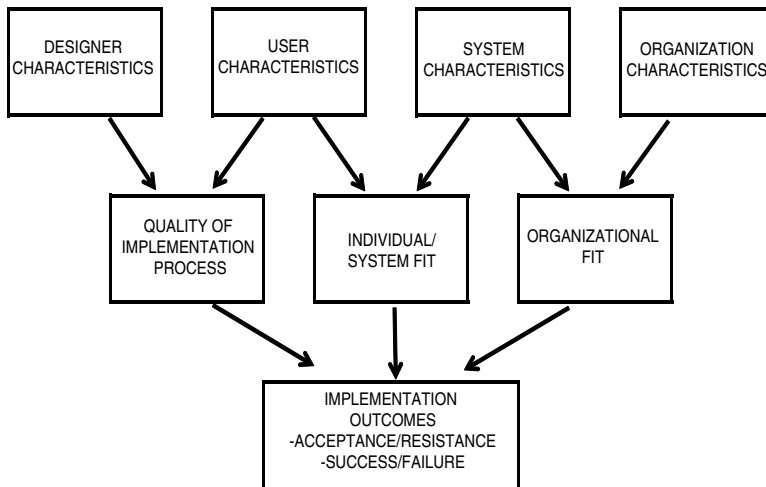 DESIGNER
CHARACTERISTICS
USER
CHARACTERISTICS
SYSTEM
CHARACTERISTICS
ORGANIZATION
CHARACTERISTICS
QUALITY OF
IMPLEMENTATION
PROCESS
INDIVIDUAL/
SYSTEM FIT
ORGANIZATIONAL
FIT
IMPLEMENTATION
OUTCOMES
-ACCEPTANCE/RESISTANCE
-SUCCESS/FAILURE